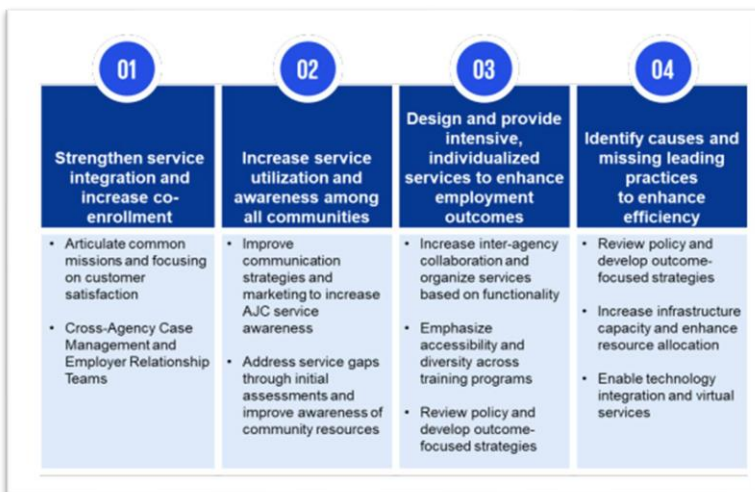 01
Strengthen service
integration and
increase co-
enrollment
• Articulate common
missions and focusing
on customer
satisfaction
• Cross-Agency Case
Management and
Employer Relationship
Teams
02
Increase service
utilization and
awareness among
all communities
• Improve
communication
strategies and
marketing to increase
AJC service
awareness
• Address service gaps
through initial
assessments and
improve awareness of
community resources
03
Design and provide
intensive,
individualized
services to enhance
employment
outcomes
• Increase inter-agency
collaboration and
organize services
based on functionality
• Emphasize
accessibility and
diversity across
training programs
• Review policy and
develop outcome-
focused strategies
04
Identify causes and
missing leading
practices
to enhance
efficiency
• Review policy and
develop outcome-
focused strategies
• Increase infrastructure
capacity and enhance
resource allocation
• Enable technology
integration and virtual
services